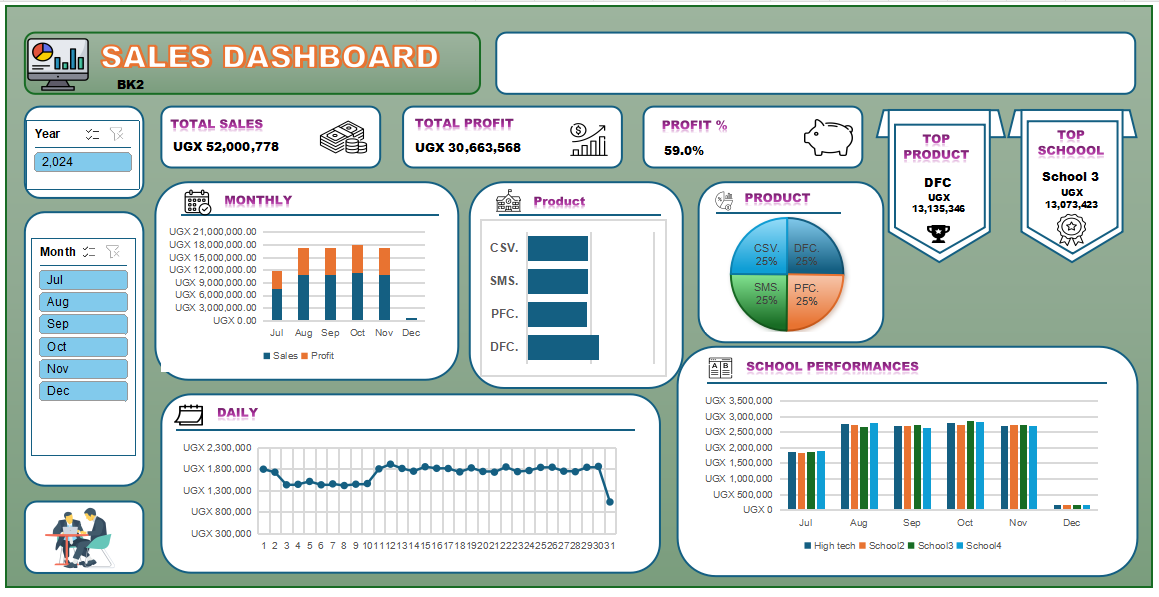 SALES DASHBOARD
BK2
Year
2,024
Month
Jul
Aug
Sep
Oct
Nov
Dec
TOTAL SALES
UGX 52,000,778
TOTAL PROFIT
UGX 30,663,568
PROFIT %
59.0%
TOP
PRODUCT
DFC
UGX
13,135,346
TOP
SCHOOOL
School 3
UGX
13,073,423
MONTHLY
UGX 21,000,000.00
UGX 18,000,000.00
UGX 15,000,000.00
UGX 12,000,000.00
UGX 9,000,000.00
UGX 6,000,000.00
UGX 3,000,000.00
UGX 0.00
Jul Aug Sep Oct Nov Dec
Sales Profit
Product
CSV.
SMS.
PFC.
DFC.
PRODUCT
CSV.
25%
DFC.
25%
SMS.
25%
PFC.
25%
DAILY
UGX 2,300,000
UGX 1,800,000
UGX 1,300,000
UGX 800,000
UGX 300,000
1 2 3 4 5 6 7 8 9 10 11 12 13 14 15 16 17 18 19 20 21 22 23 24 25 26 27 28 29 30 31
SCHOOL PERFORMANCES
A B
UGX 3,500,000
UGX 3,000,000
UGX 2,500,000
UGX 2,000,000
UGX 1,500,000
UGX 1,000,000
UGX 500,000
UGX 0
Jul Aug Sep Oct Nov Dec
High tech School2 School3 School4